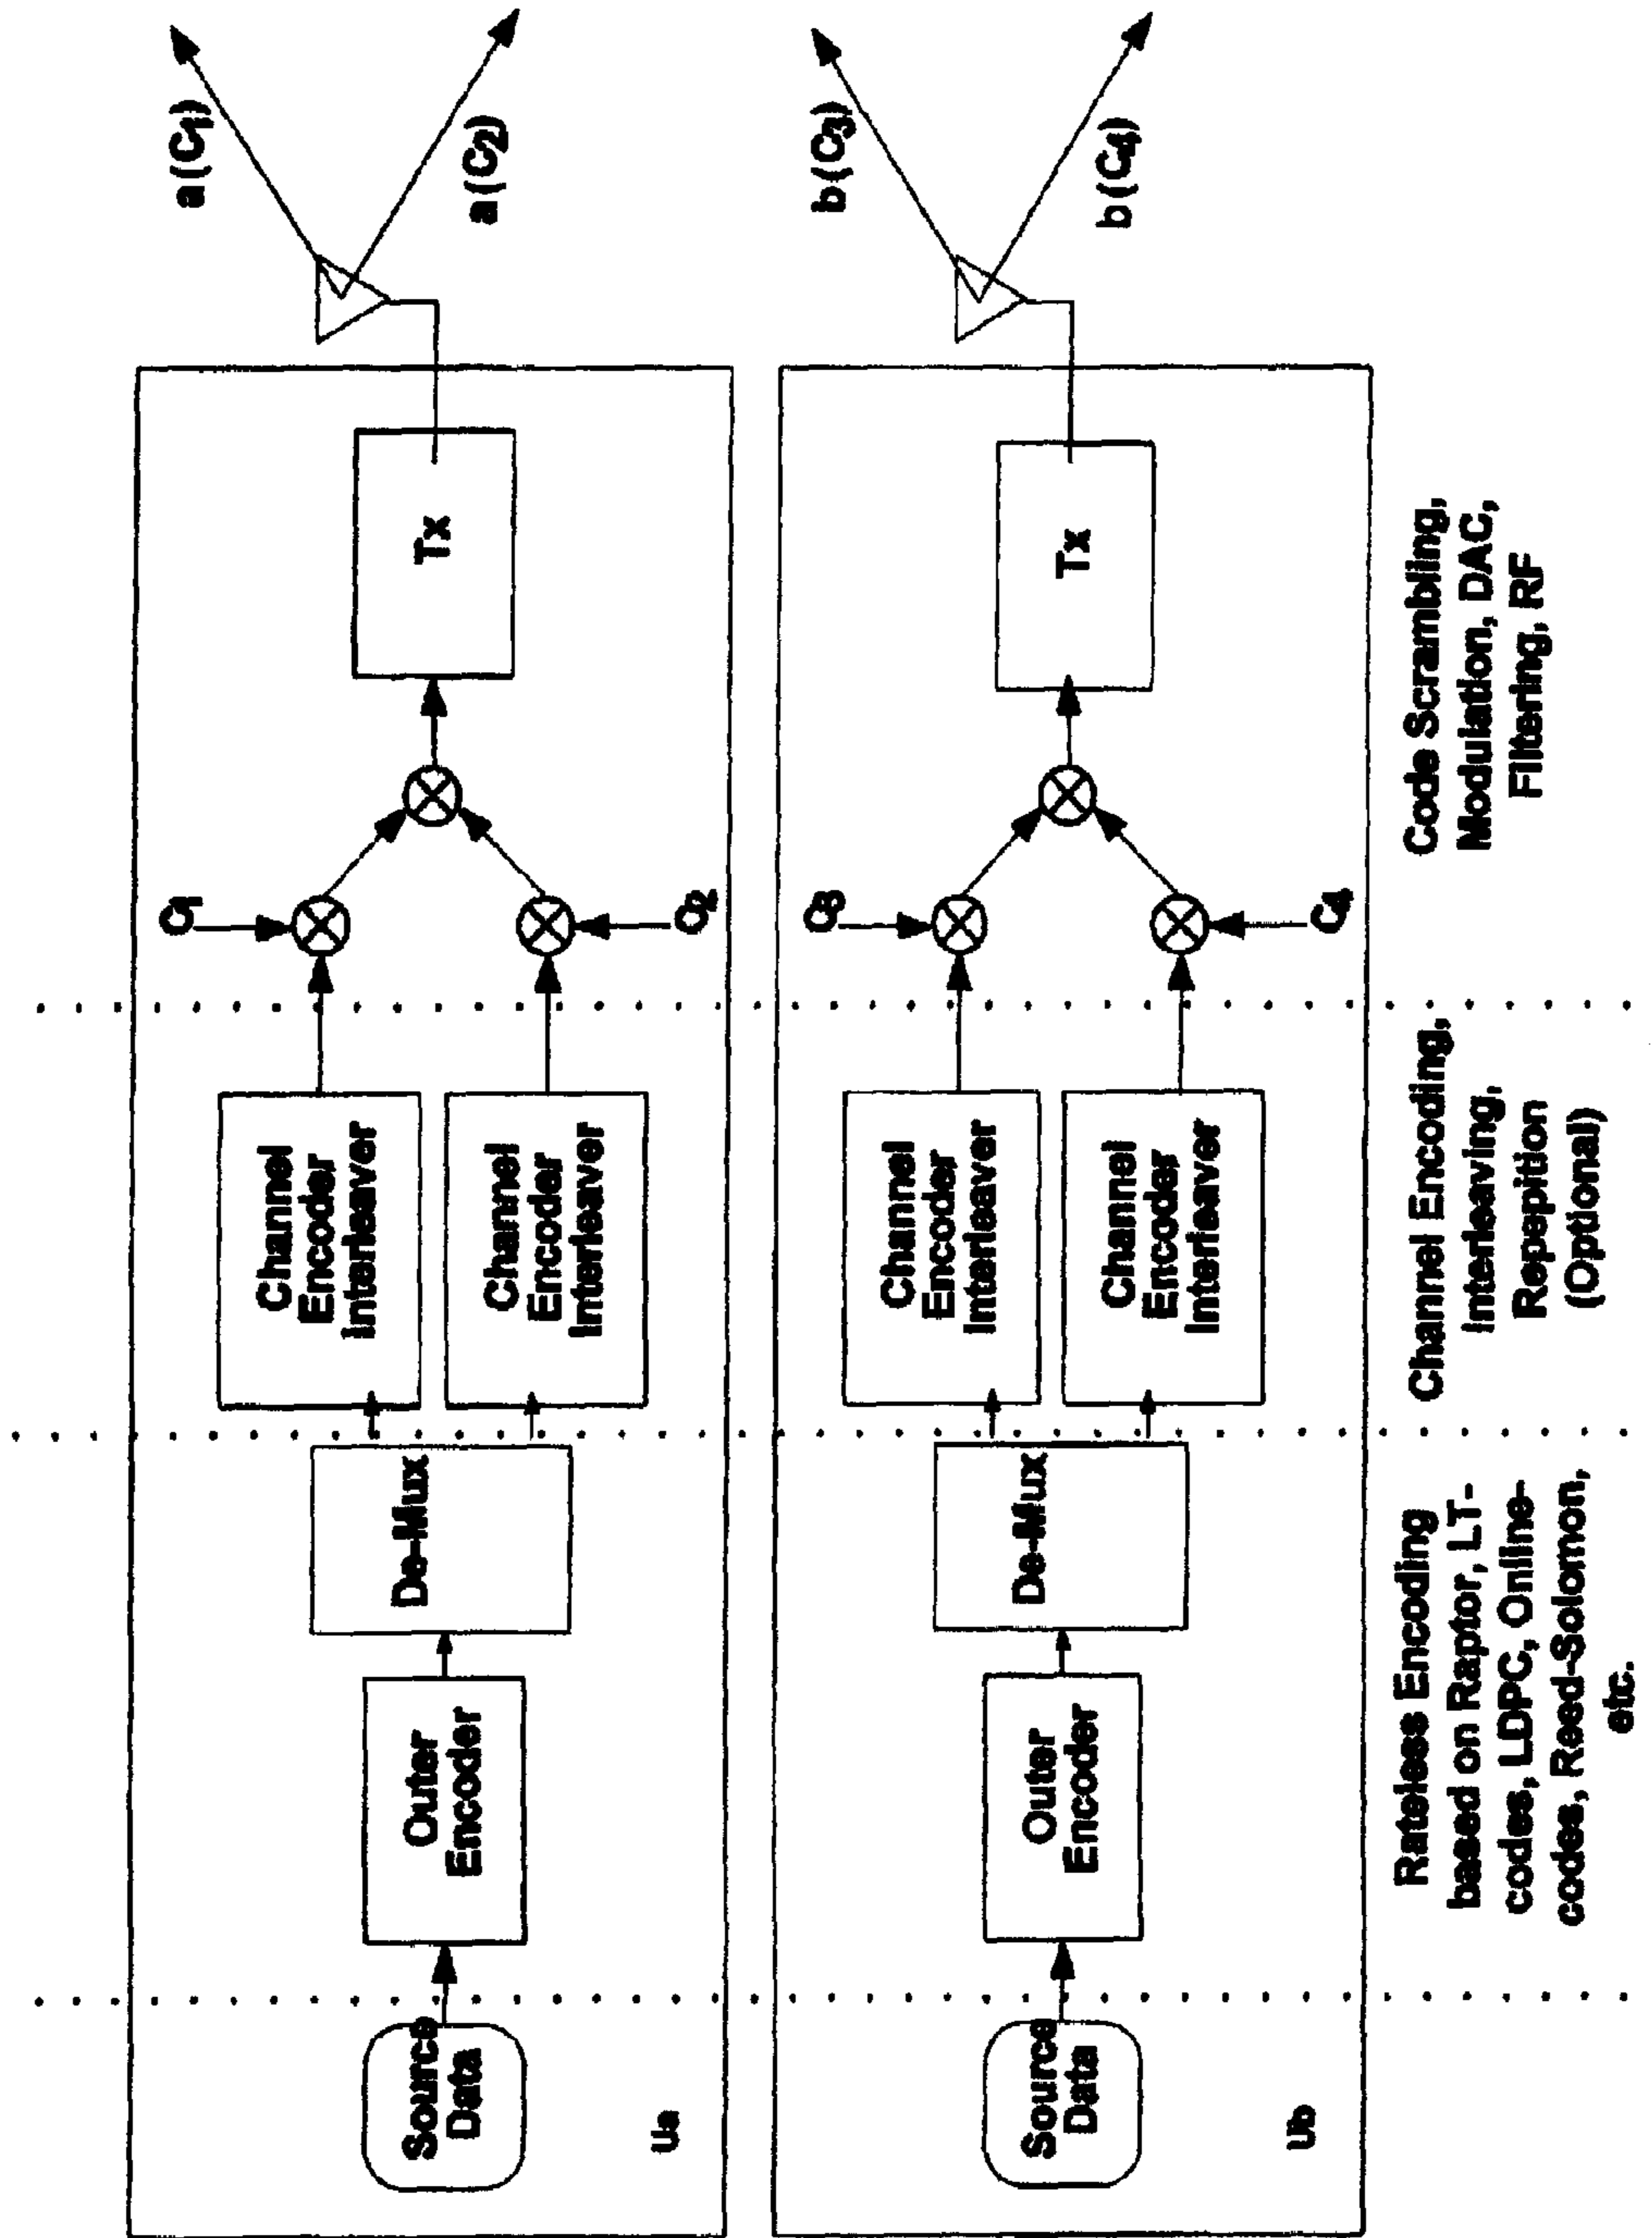 Source
Data
Outer
Encoder
De-Mux
Channel
Encoder
Interleaver
Channel
Encoder
Interleaver
C1
C2
Tx
a(C1)
a(C2)
ua
Source
Data
Outer
Encoder
De-Mux
Channel
Encoder
Interleaver
Channel
Encoder
Interleaver
C3
C4
Tx
b(C3)
b(C4)
ub
Rateless Encoding
based on Raptor, LT-
codes, LDPC, Online-
codes, Reed-Solomon,
etc.
Channel Encoding,
Interleaving,
Repepition
(Optional)
Code Scrambling,
Modulation, DAC,
Filtering, RF